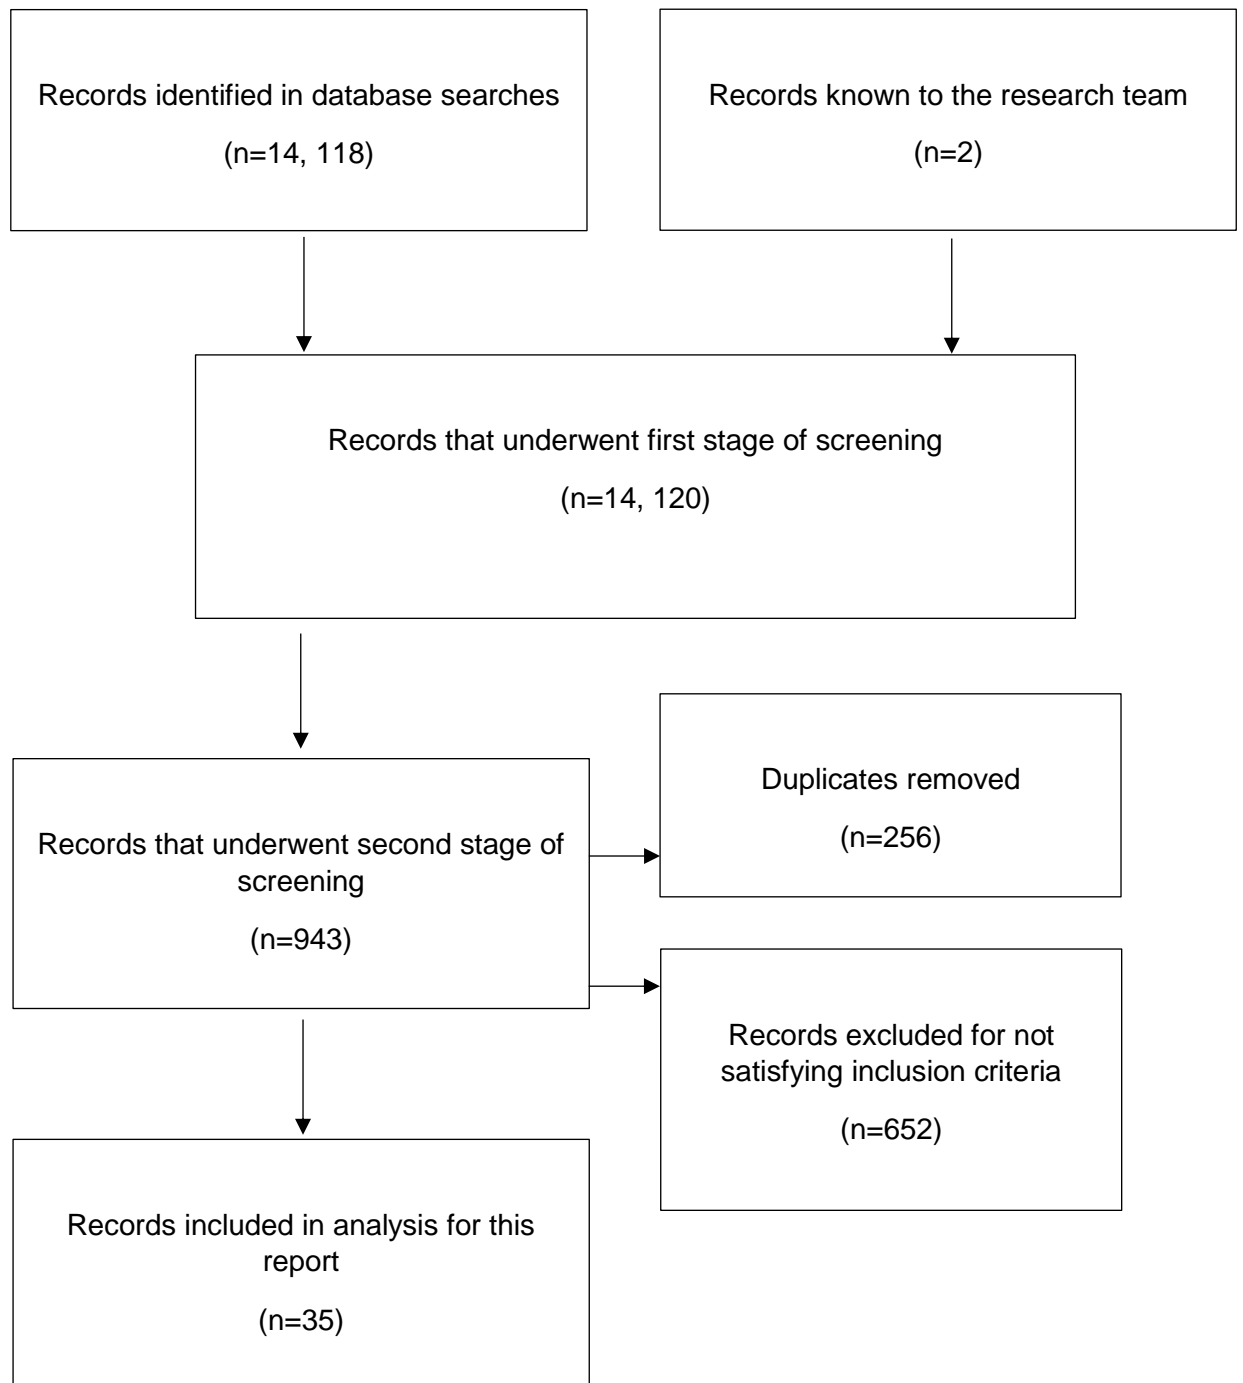 Records identified in database searches
(n=14, 118)
Records known to the research team
(n=2)
Records that underwent first stage of screening
(n=14, 120)
Records that underwent second stage of
screening
(n=943)
Duplicates removed
(n=256)
Records excluded for not
satisfying inclusion criteria
(n=652)
Records included in analysis for this
report
(n=35)